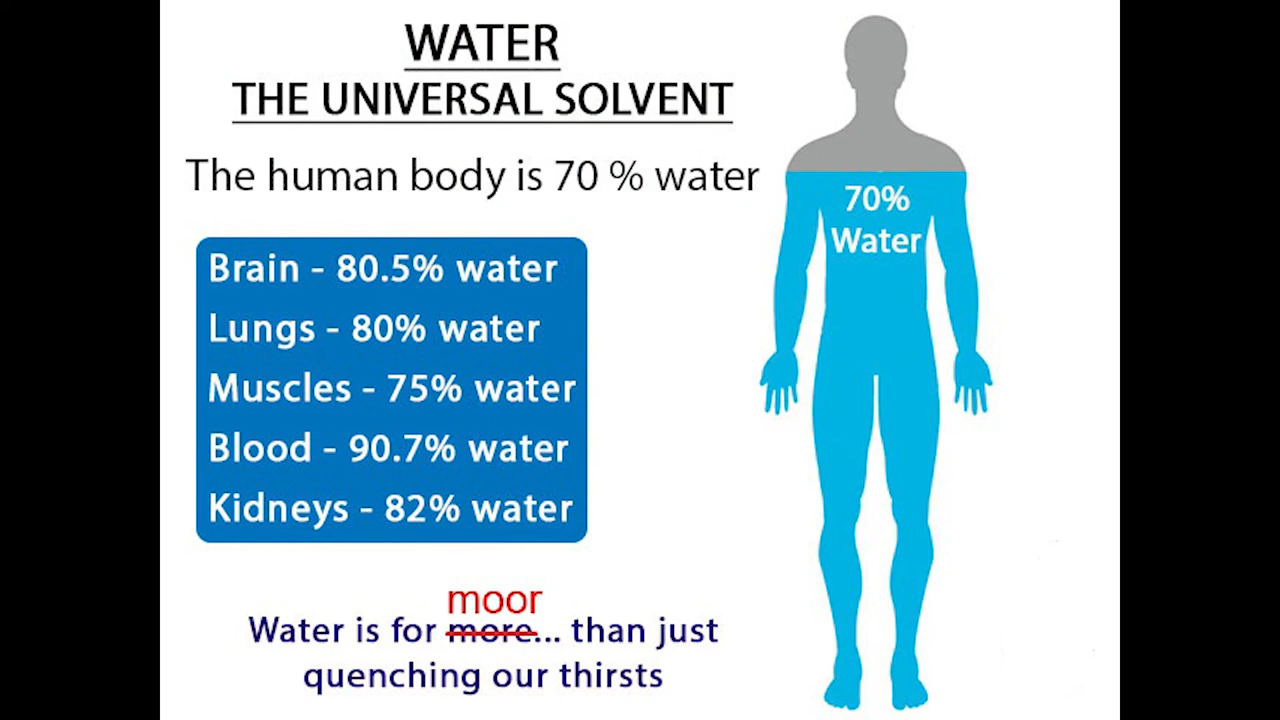 WATER
THE UNIVERSAL SOLVENT
The human body is 70 % water
70%
Water
Brain - 80.5% water
Lungs - 80% water
Muscles - 75% water
Blood - 90.7% water
Kidneys - 82% water
moor
Water is for more... than just
quenching our thirsts